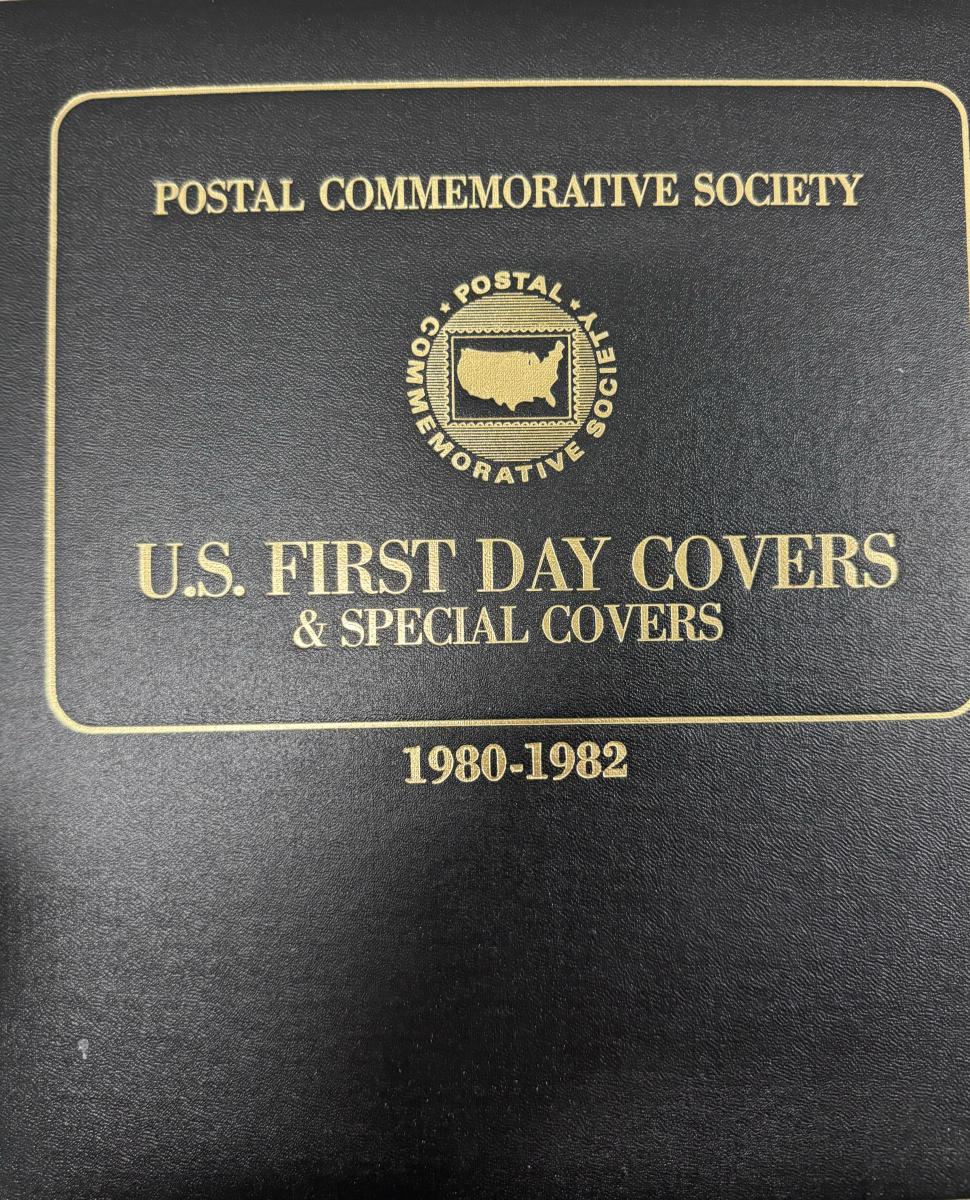 POSTAL COMMEMORATIVE SOCIETY
★ POSTAL ★
COMMEMORATIVE SOCIETY
U.S. FIRST DAY COVERS
& SPECIAL COVERS
1980-1982